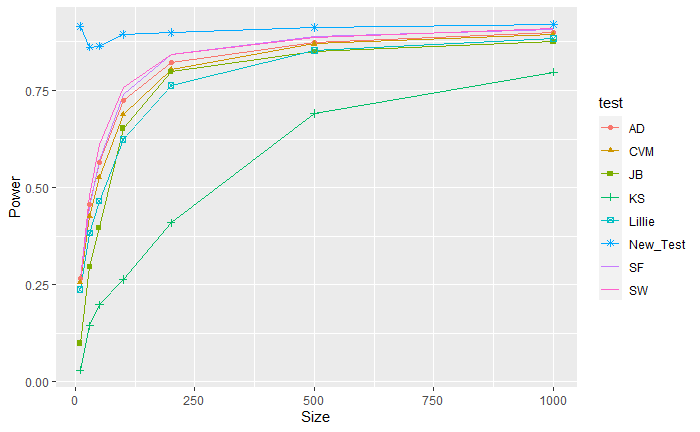 Power
0.75
0.50
0.25
0.00
0
250
500
750
1000
Size
test
AD
CVM
JB
KS
Lillie
New_Test
SF
SW